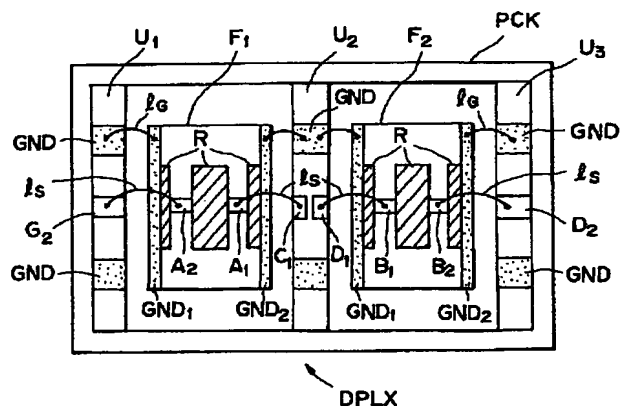 PCK
U1 F1 U2 F2 U3
lG GND lG
GND R R GND
lS lS lS
G2 D2
A2 A1 C1 D1 B1 B2
GND GND
GND1 GND2 GND1 GND2
DPLX